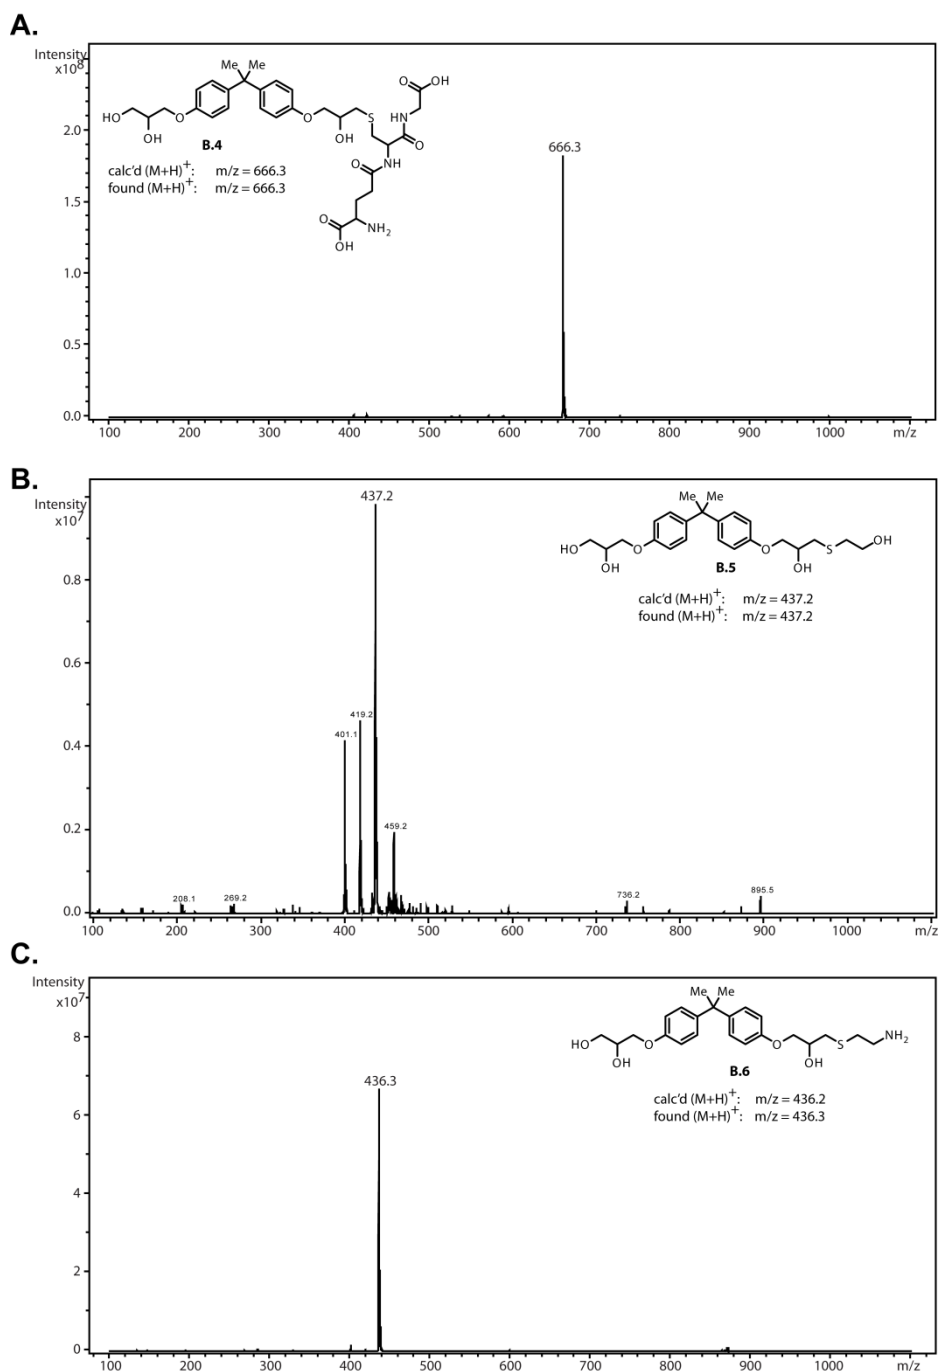 A.
Intensity
x10⁸
2.0
1.5
1.0
0.5
0.0
100 200 300 400 500 600 700 800 900 1000 m/z
666.3
Me Me
HO O O S
OH OH
O OH
HN
O
O NH
O NH₂
OH
B.4
calc'd (M+H)⁺: m/z = 666.3
found (M+H)⁺: m/z = 666.3
B.
Intensity
x10⁷
0.8
0.6
0.4
0.2
0.0
100 200 300 400 500 600 700 800 900 1000 m/z
437.2
419.2
401.1
459.2
208.1 269.2 736.2 895.5
Me Me
HO O O S OH
OH OH
B.5
calc'd (M+H)⁺: m/z = 437.2
found (M+H)⁺: m/z = 437.2
C.
Intensity
x10⁷
8
6
4
2
0
100 200 300 400 500 600 700 800 900 1000 m/z
436.3
Me Me
HO O O S NH₂
OH OH
B.6
calc'd (M+H)⁺: m/z = 436.2
found (M+H)⁺: m/z = 436.3